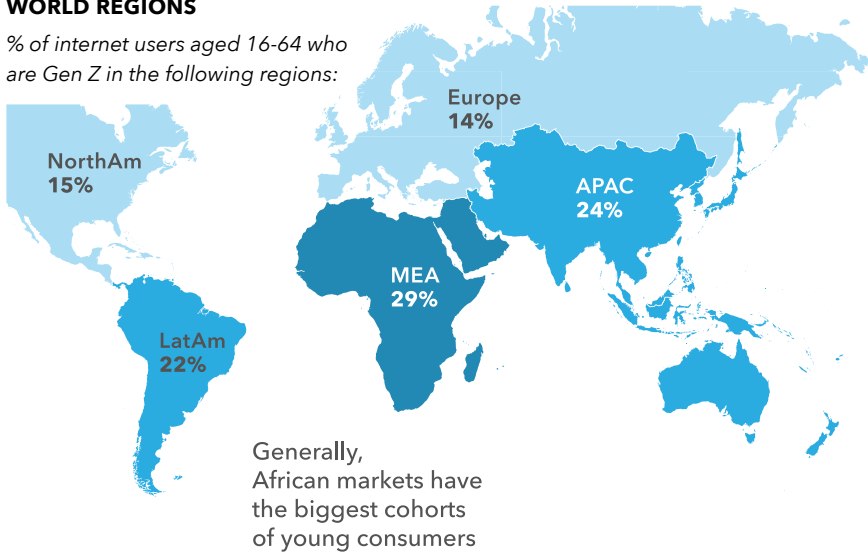 WORLD REGIONS
% of internet users aged 16-64 who
are Gen Z in the following regions:
Europe
14%
NorthAm
15%
APAC
24%
MEA
29%
LatAm
22%
Generally,
African markets have
the biggest cohorts
of young consumers